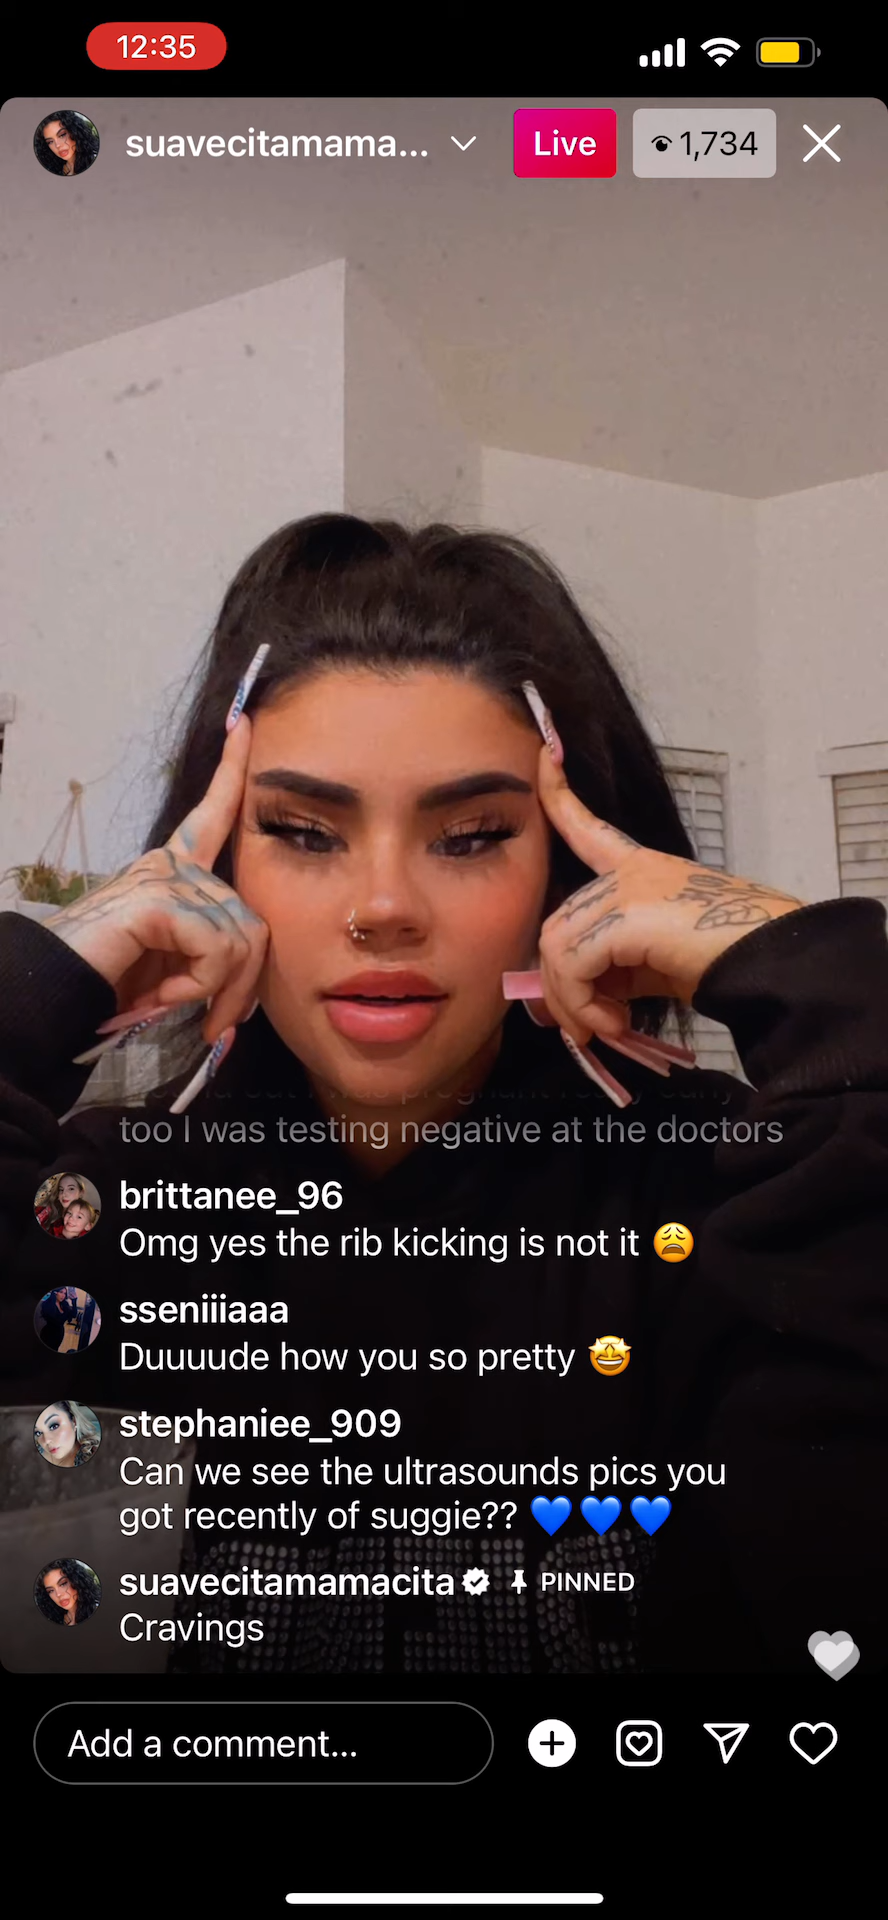 12:35
suavecitamama...
Live
1,734
too I was testing negative at the doctors
brittanee_96
Omg yes the rib kicking is not it 😩
sseniiiaaa
Duuuude how you so pretty 🤩
stephaniee_909
Can we see the ultrasounds pics you
got recently of suggie?? 💙💙💙
suavecitamamacita PINNED
Cravings
Add a comment...